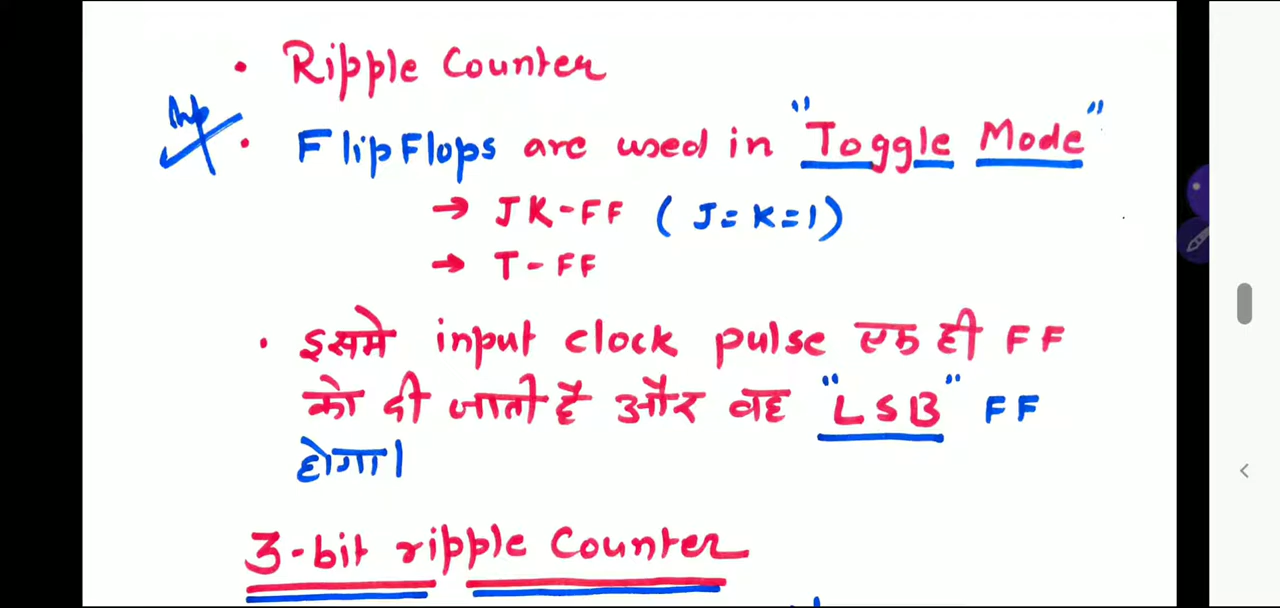 • Ripple Counter
Imp
• FlipFlops are used in "Toggle Mode"
→ JK-FF (J=K=1)
→ T-FF
• इसमे input clock pulse एक ही FF
को दी जाती है और वह "LSB" FF
होगा।
3-bit ripple Counter